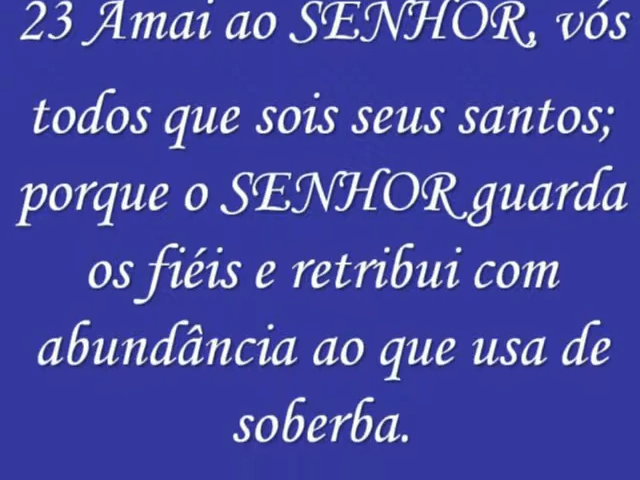 23 Amai ao SENHOR, vós
todos que sois seus santos;
porque o SENHOR guarda
os fiéis e retribui com
abundância ao que usa de
soberba.